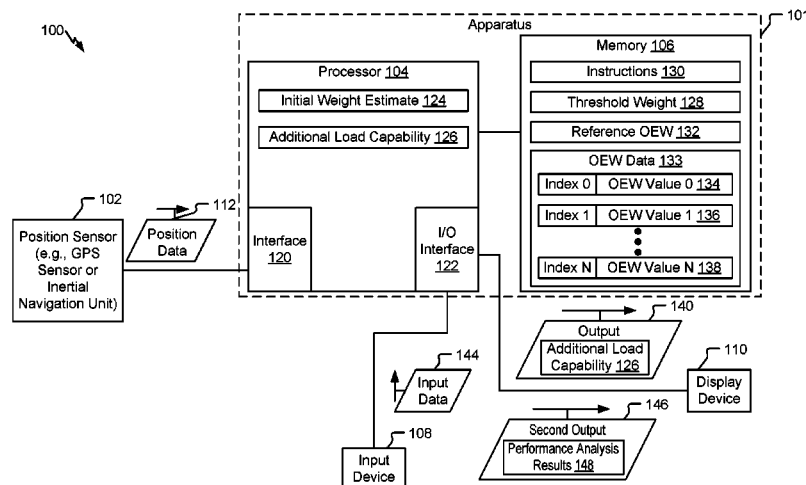 100
Apparatus
101
Processor 104
Initial Weight Estimate 124
Additional Load Capability 126
Interface
120
I/O
Interface
122
Memory 106
Instructions 130
Threshold Weight 128
Reference OEW 132
OEW Data 133
Index 0 OEW Value 0 134
Index 1 OEW Value 1 136
Index N OEW Value N 138
102
Position Sensor
(e.g., GPS
Sensor or
Inertial
Navigation Unit)
112
Position
Data
144
Input
Data
108
Input
Device
140
Output
Additional Load
Capability 126
110
Display
Device
146
Second Output
Performance Analysis
Results 148